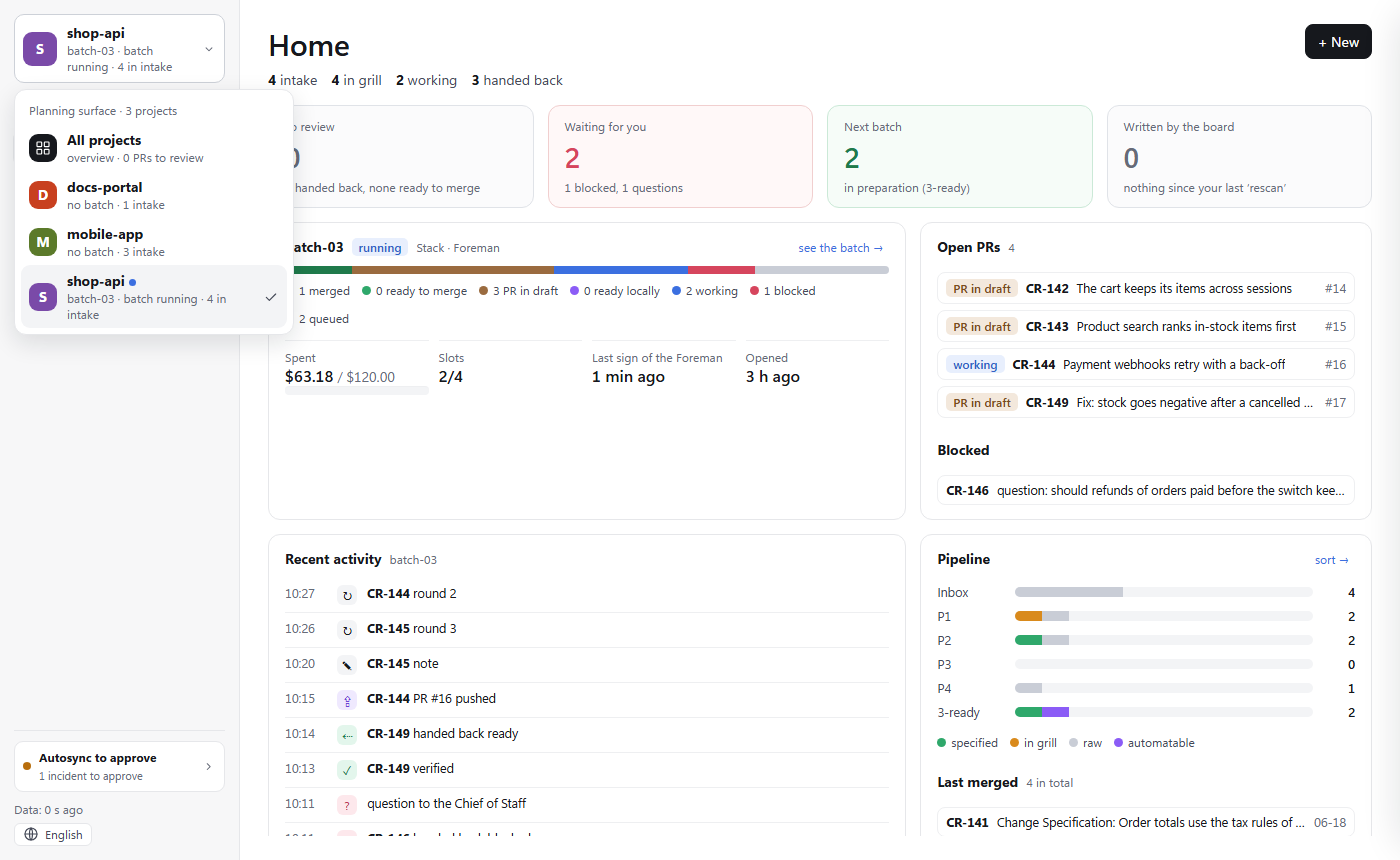 S
shop-api
batch-03 · batch
running · 4 in intake
Planning surface · 3 projects
All projects
overview · 0 PRs to review
D
docs-portal
no batch · 1 intake
M
mobile-app
no batch · 3 intake
S
shop-api
batch-03 · batch running · 4 in
intake
Autosync to approve
1 incident to approve
Data: 0 s ago
English
Home
+ New
4 intake 4 in grill 2 working 3 handed back
review
handed back, none ready to merge
Waiting for you
2
1 blocked, 1 questions
Next batch
2
in preparation (3-ready)
Written by the board
0
nothing since your last ‘rescan’
atch-03 running Stack · Foreman see the batch →
1 merged 0 ready to merge 3 PR in draft 0 ready locally 2 working 1 blocked
2 queued
Spent
$63.18 / $120.00
Slots
2/4
Last sign of the Foreman
1 min ago
Opened
3 h ago
Open PRs 4
PR in draft CR-142 The cart keeps its items across sessions #14
PR in draft CR-143 Product search ranks in-stock items first #15
working CR-144 Payment webhooks retry with a back-off #16
PR in draft CR-149 Fix: stock goes negative after a cancelled ... #17
Blocked
CR-146 question: should refunds of orders paid before the switch kee...
Recent activity batch-03
10:27 CR-144 round 2
10:26 CR-145 round 3
10:20 CR-145 note
10:15 CR-144 PR #16 pushed
10:14 CR-149 handed back ready
10:13 CR-149 verified
10:11 ? question to the Chief of Staff
Pipeline sort →
Inbox 4
P1 2
P2 2
P3 0
P4 1
3-ready 2
specified in grill raw automatable
Last merged 4 in total
CR-141 Change Specification: Order totals use the tax rules of ... 06-18